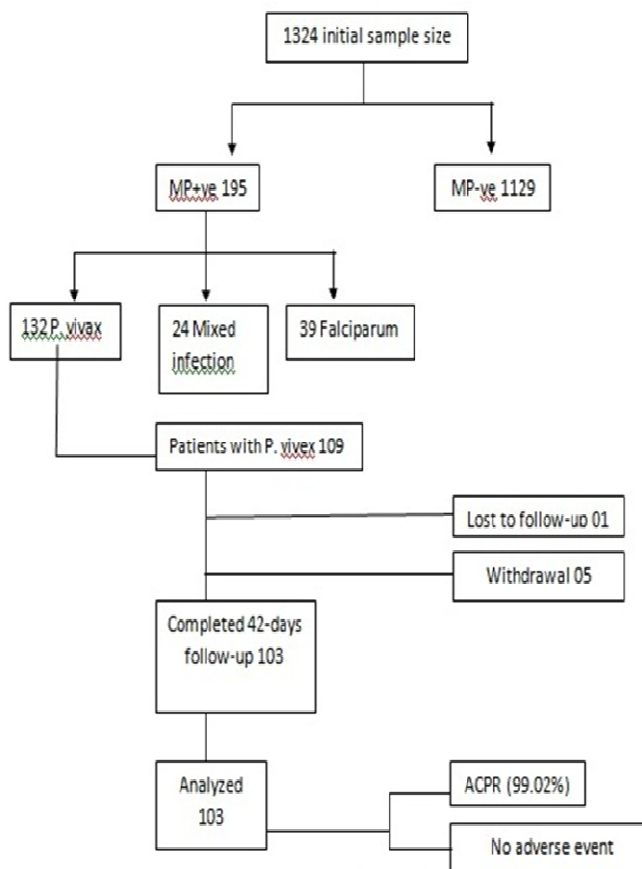 1324 initial sample size
MP+ve 195
MP-ve 1129
132 P. vivax
24 Mixed
infection
39 Falciparum
Patients with P. vivex 109
Lost to follow-up 01
Withdrawal 05
Completed 42-days
follow-up 103
Analyzed
103
ACPR (99.02%)
No adverse event